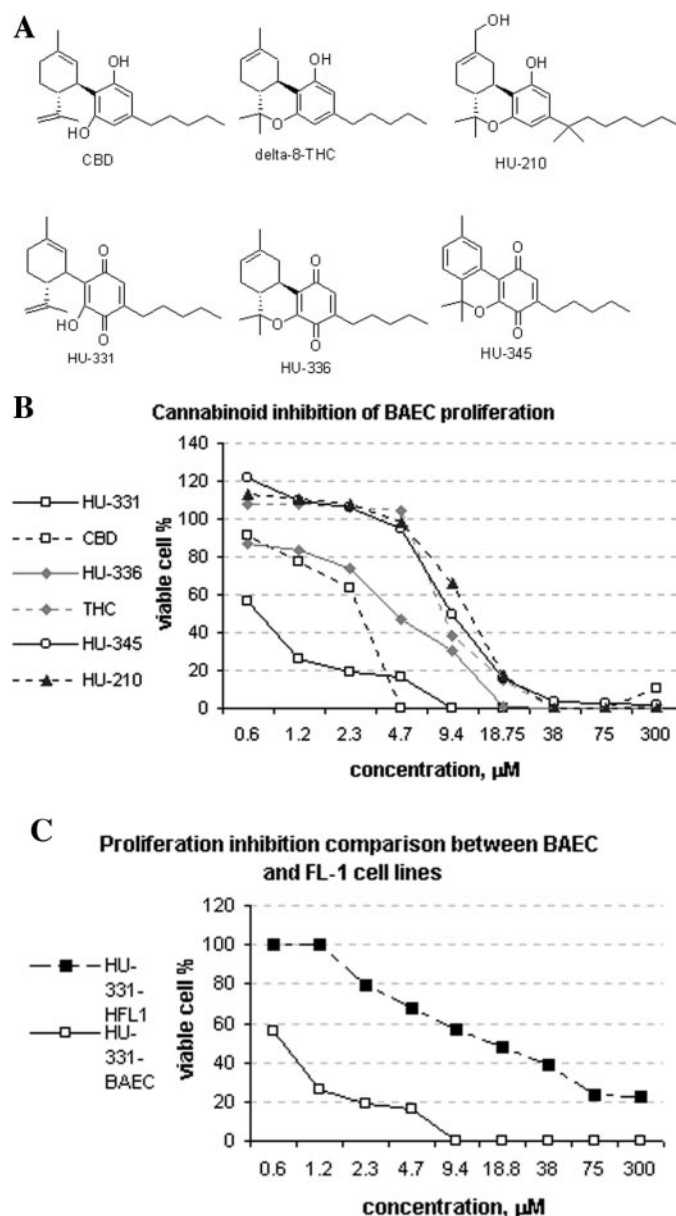 A
OH
OH
OH
OH
HO
CBD
delta-8-THC
HU-210
O
O
O
HO
O
O
O
O
O
O
HU-331
HU-336
HU-345
B
Cannabinoid inhibition of BAEC proliferation
HU-331
CBD
HU-336
THC
HU-345
HU-210
viable cell %
140
120
100
80
60
40
20
0
0.6 1.2 2.3 4.7 9.4 18.75 38 75 300
concentration, µM
C
Proliferation inhibition comparison between BAEC
and FL-1 cell lines
HU-
331-
HFL1
HU-
331-
BAEC
viable cell %
120
100
80
60
40
20
0
0.6 1.2 2.3 4.7 9.4 18.8 38 75 300
concentration, µM